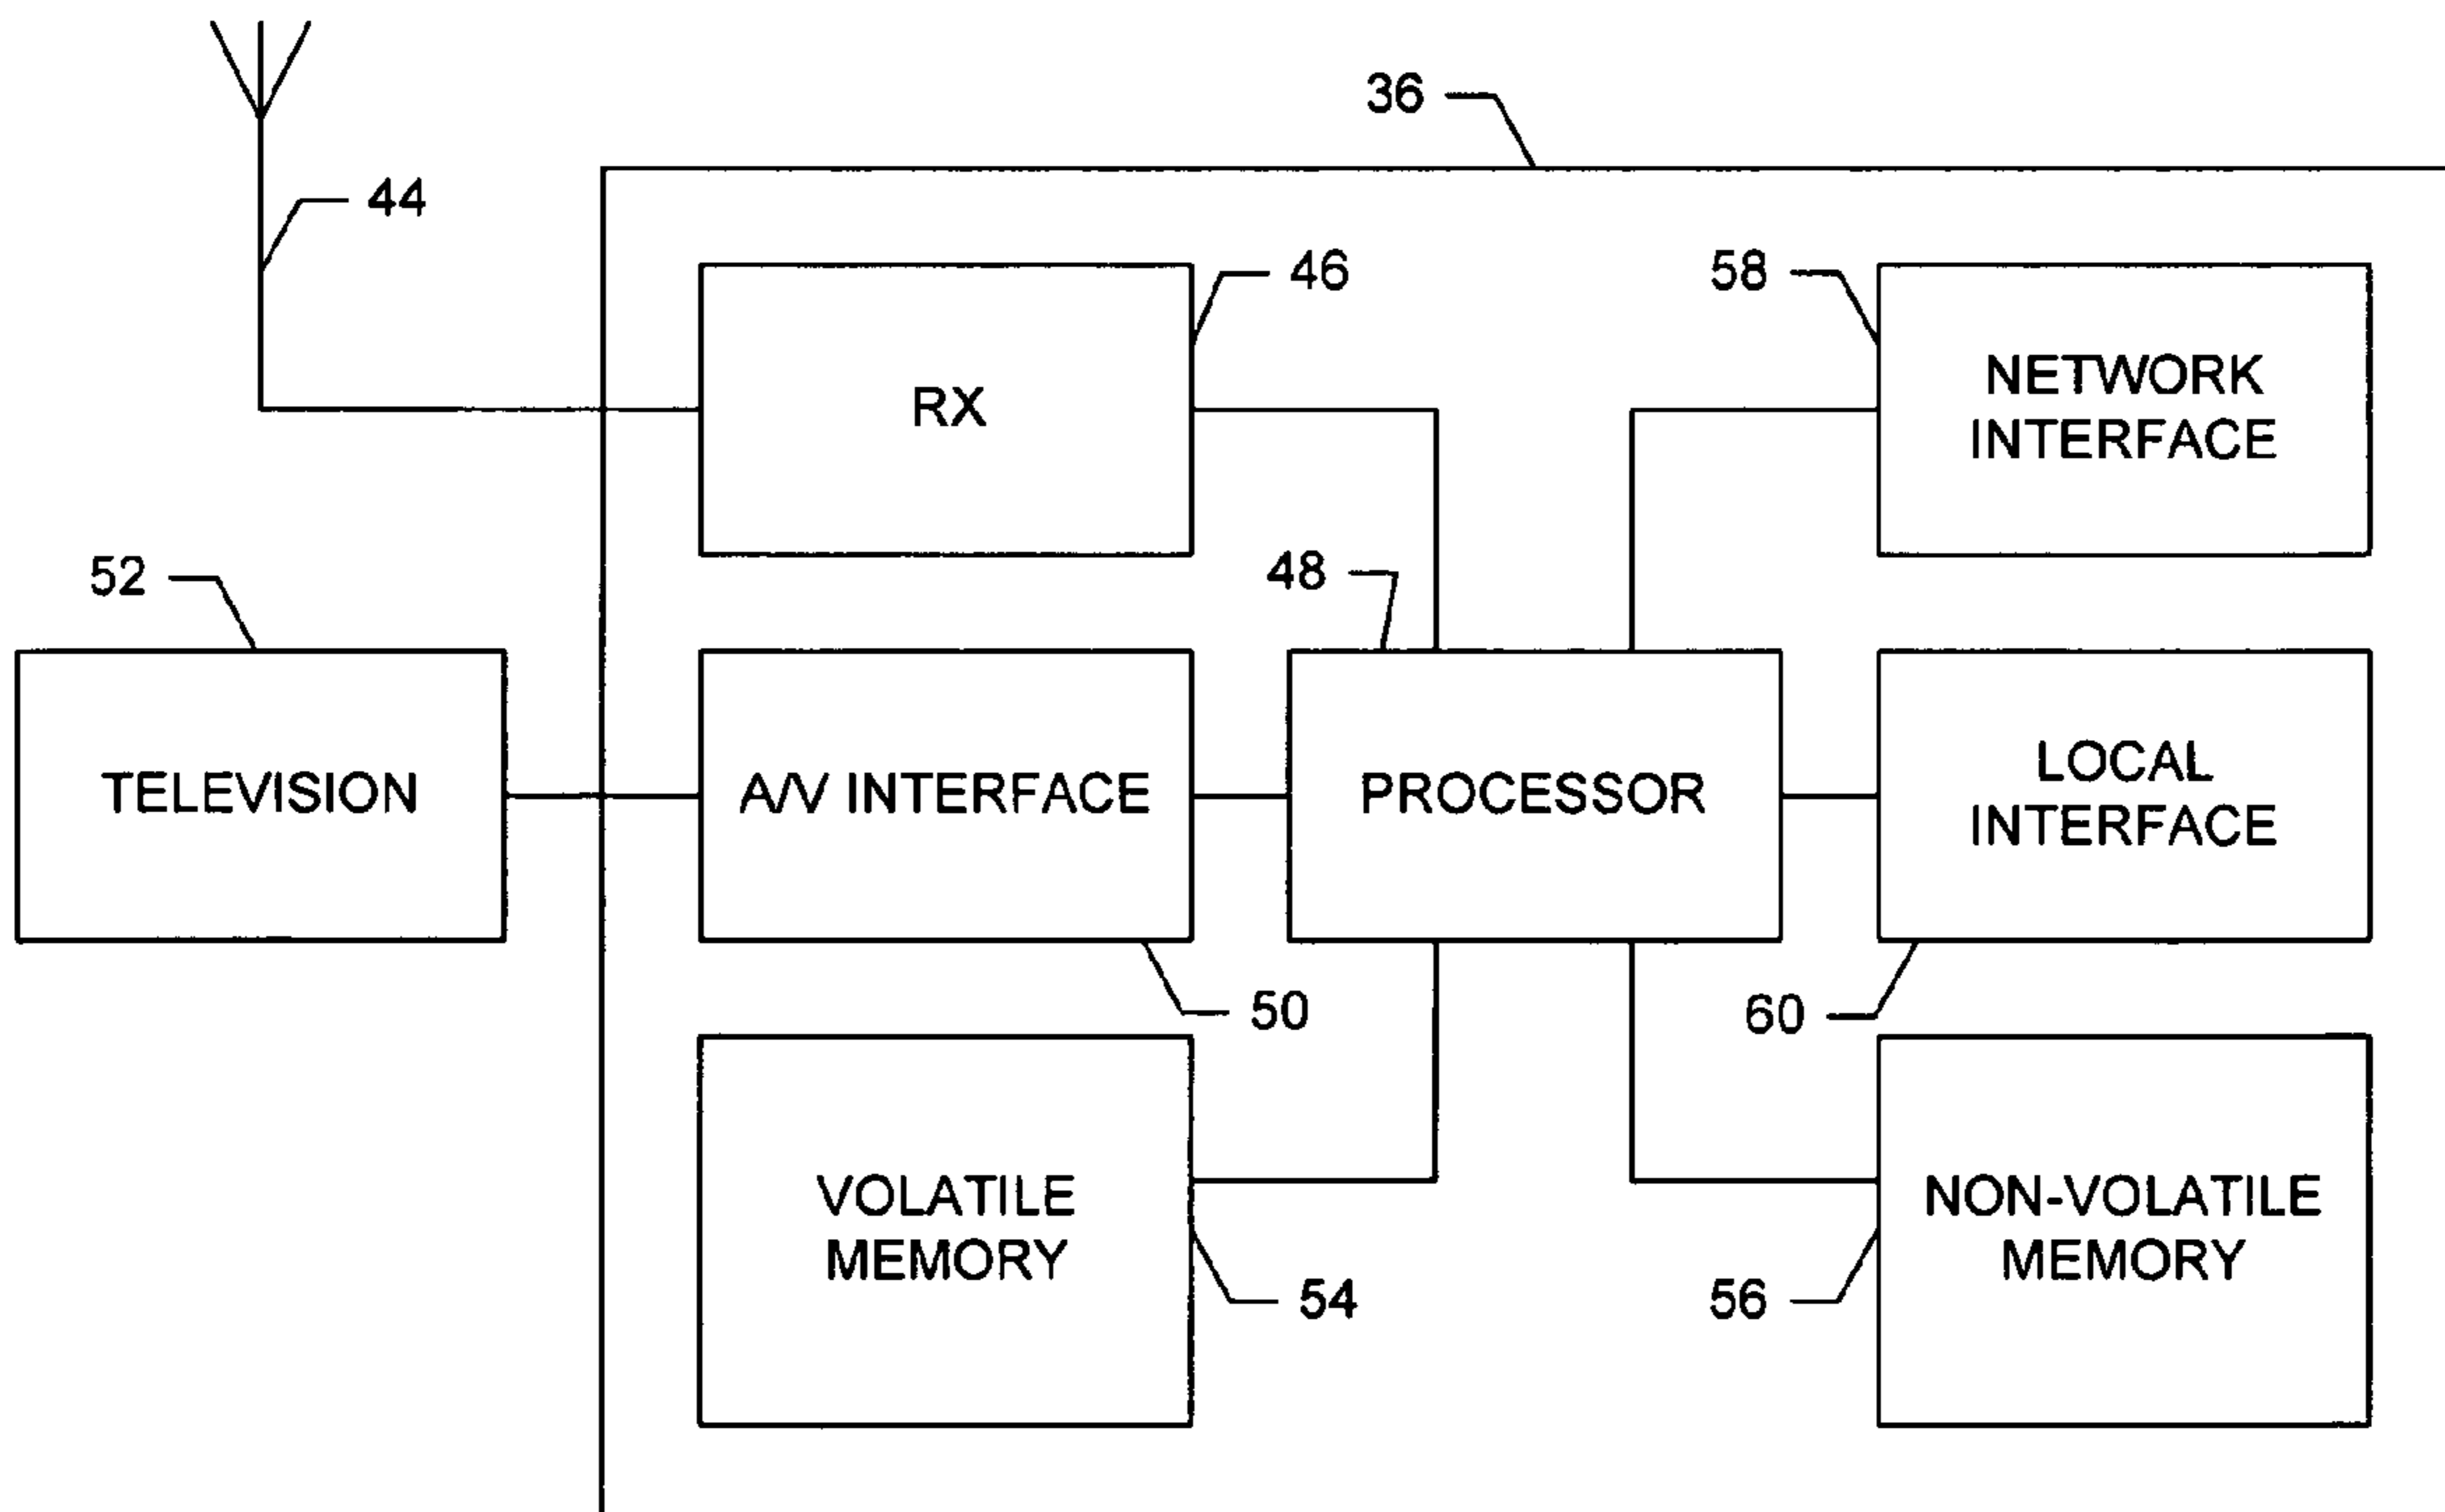 36
44
46
58
RX
NETWORK
INTERFACE
52
48
TELEVISION
A/V INTERFACE
PROCESSOR
LOCAL
INTERFACE
50
60
VOLATILE
MEMORY
NON-VOLATILE
MEMORY
54
56